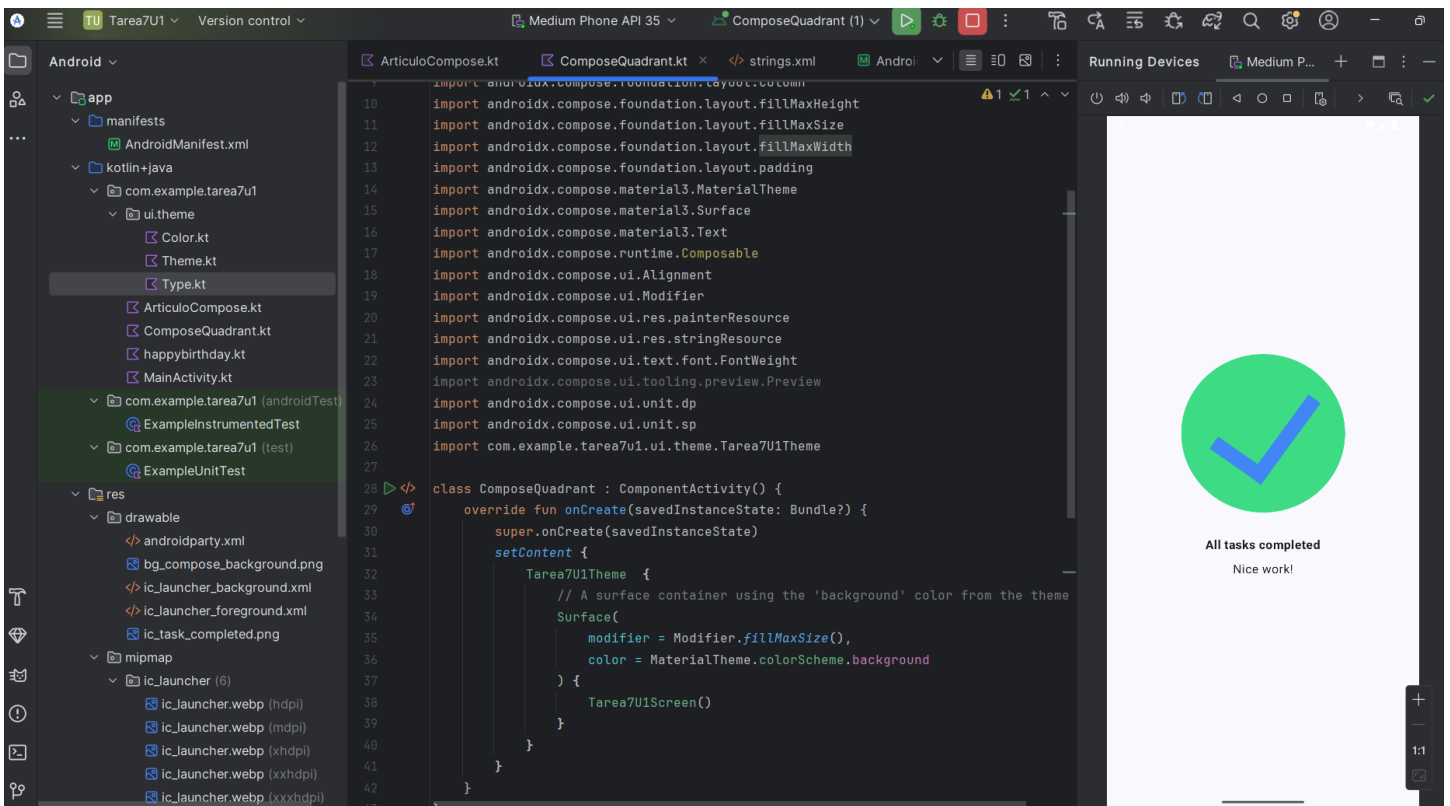 TU Tarea7U1 Version control Medium Phone API 35 ComposeQuadrant (1)
Android
app
manifests
AndroidManifest.xml
kotlin+java
com.example.tarea7u1
ui.theme
Color.kt
Theme.kt
Type.kt
ArticuloCompose.kt
ComposeQuadrant.kt
happybirthday.kt
MainActivity.kt
com.example.tarea7u1 (androidTest)
ExampleInstrumentedTest
com.example.tarea7u1 (test)
ExampleUnitTest
res
drawable
androidparty.xml
bg_compose_background.png
ic_launcher_background.xml
ic_launcher_foreground.xml
ic_task_completed.png
mipmap
ic_launcher (6)
ic_launcher.webp (hdpi)
ic_launcher.webp (mdpi)
ic_launcher.webp (xhdpi)
ic_launcher.webp (xxhdpi)
ic_launcher.webp (xxxhdpi)
ArticuloCompose.kt ComposeQuadrant.kt strings.xml Androi
1 1
9 import androidx.compose.foundation.layout.Column
10 import androidx.compose.foundation.layout.fillMaxHeight
11 import androidx.compose.foundation.layout.fillMaxSize
12 import androidx.compose.foundation.layout.fillMaxWidth
13 import androidx.compose.foundation.layout.padding
14 import androidx.compose.material3.MaterialTheme
15 import androidx.compose.material3.Surface
16 import androidx.compose.material3.Text
17 import androidx.compose.runtime.Composable
18 import androidx.compose.ui.Alignment
19 import androidx.compose.ui.Modifier
20 import androidx.compose.ui.res.painterResource
21 import androidx.compose.ui.res.stringResource
22 import androidx.compose.ui.text.font.FontWeight
23 import androidx.compose.ui.tooling.preview.Preview
24 import androidx.compose.ui.unit.dp
25 import androidx.compose.ui.unit.sp
26 import com.example.tarea7u1.ui.theme.Tarea7U1Theme
27
28 class ComposeQuadrant : ComponentActivity() {
29 override fun onCreate(savedInstanceState: Bundle?) {
30 super.onCreate(savedInstanceState)
31 setContent {
32 Tarea7U1Theme {
33 // A surface container using the 'background' color from the theme
34 Surface(
35 modifier = Modifier.fillMaxSize(),
36 color = MaterialTheme.colorScheme.background
37 ) {
38 Tarea7U1Screen()
39 }
40 }
41 }
42 }
Running Devices Medium P...
All tasks completed
Nice work!
1:1